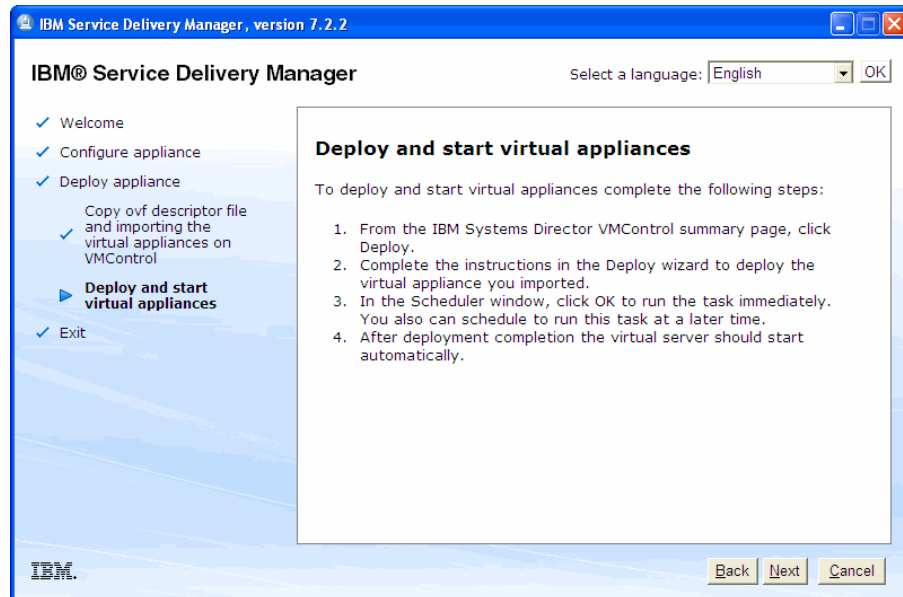 IBM Service Delivery Manager, version 7.2.2
IBM® Service Delivery Manager
Select a language: English OK
Welcome
Configure appliance
Deploy appliance
Copy ovf descriptor file
and importing the
virtual appliances on
VMControl
Deploy and start
virtual appliances
Exit
Deploy and start virtual appliances
To deploy and start virtual appliances complete the following steps:
1. From the IBM Systems Director VMControl summary page, click
Deploy.
2. Complete the instructions in the Deploy wizard to deploy the
virtual appliance you imported.
3. In the Scheduler window, click OK to run the task immediately.
You also can schedule to run this task at a later time.
4. After deployment completion the virtual server should start
automatically.
IBM.
Back Next Cancel